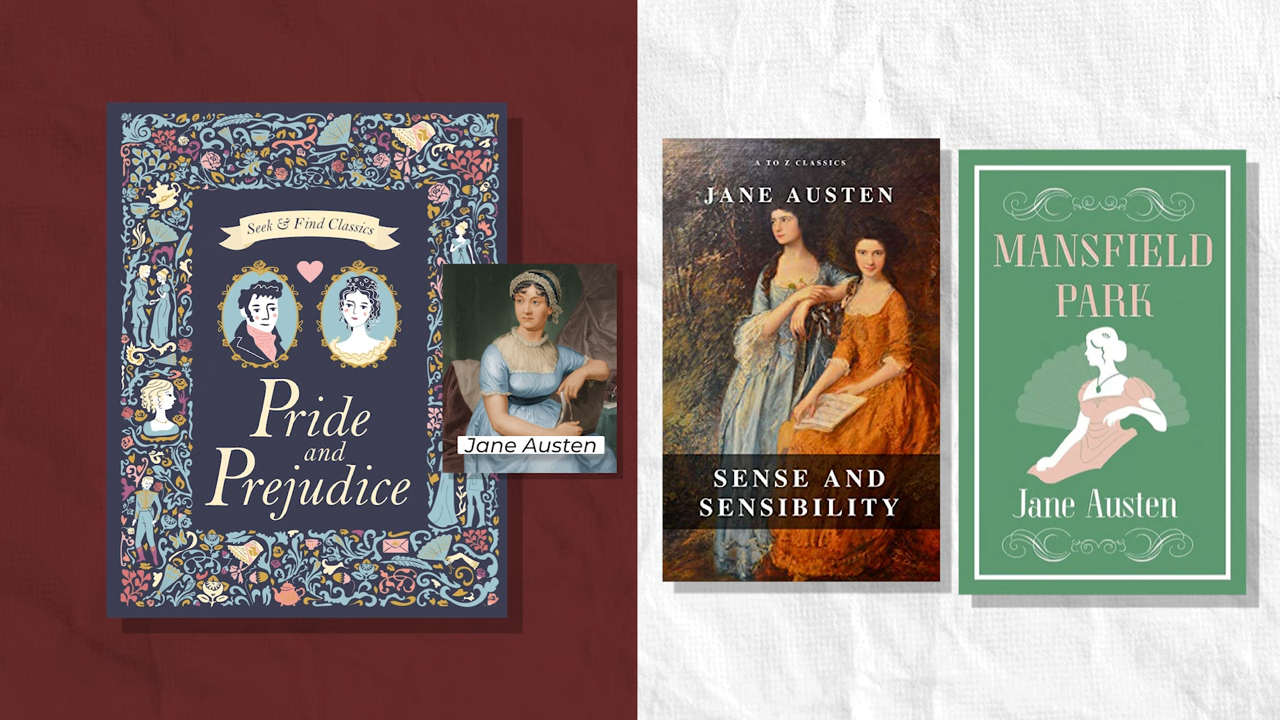 Seek & Find Classics
Pride
and
Prejudice
Jane Austen
A TO Z CLASSICS
JANE AUSTEN
SENSE AND
SENSIBILITY
MANSFIELD
PARK
Jane Austen